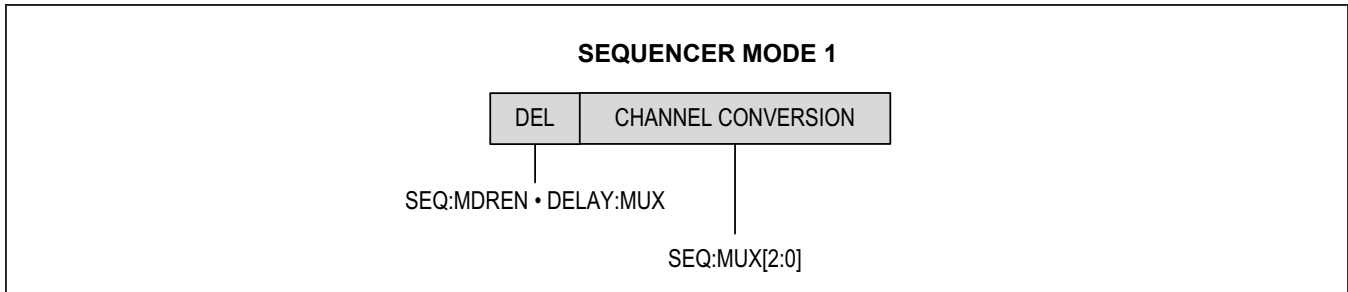 SEQUENCER MODE 1
DEL
CHANNEL CONVERSION
SEQ:MDREN • DELAY:MUX
SEQ:MUX[2:0]